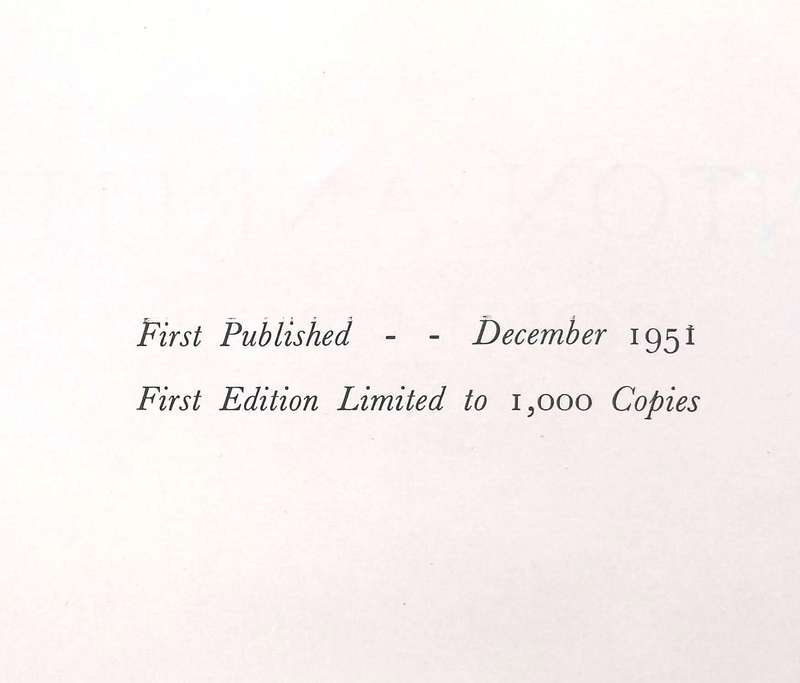 First Published - - December 1951
First Edition Limited to 1,000 Copies